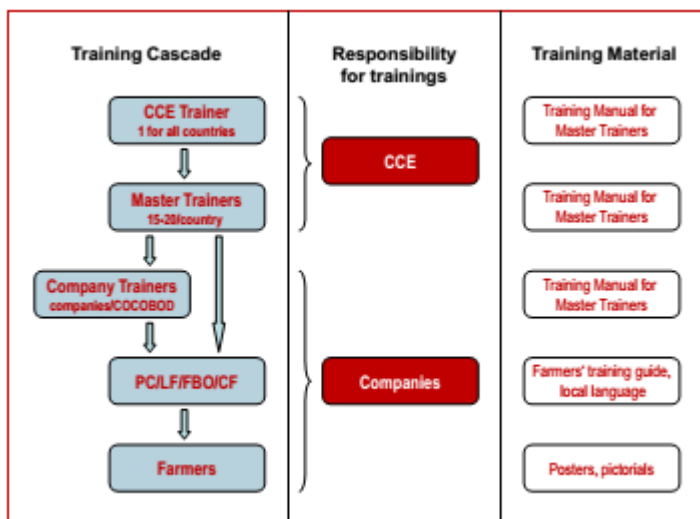 Training Cascade
Responsibility
for trainings
Training Material
CCE Trainer
1 for all countries
Master Trainers
15-20/country
Company Trainers
companies/COCOBOD
PC/LF/FBO/CF
Farmers
CCE
Companies
Training Manual for
Master Trainers
Training Manual for
Master Trainers
Training Manual for
Master Trainers
Farmers' training guide,
local language
Posters, pictorials